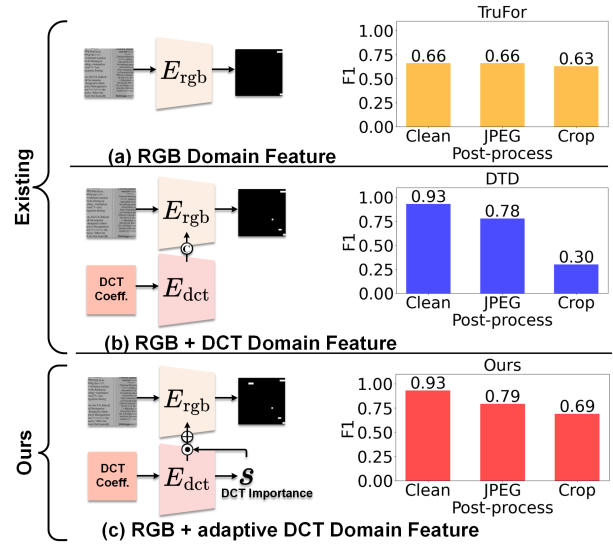 Existing
E_rgb
(a) RGB Domain Feature
TruFor
F1
1.00
0.75
0.50
0.25
0.00
0.66 0.66 0.63
Clean JPEG Crop
Post-process
E_rgb
©
DCT
Coeff.
E_dct
(b) RGB + DCT Domain Feature
DTD
F1
1.00
0.75
0.50
0.25
0.00
0.93 0.78 0.30
Clean JPEG Crop
Post-process
Ours
E_rgb
DCT
Coeff.
E_dct
s
DCT Importance
(c) RGB + adaptive DCT Domain Feature
Ours
F1
1.00
0.75
0.50
0.25
0.00
0.93 0.79 0.69
Clean JPEG Crop
Post-process